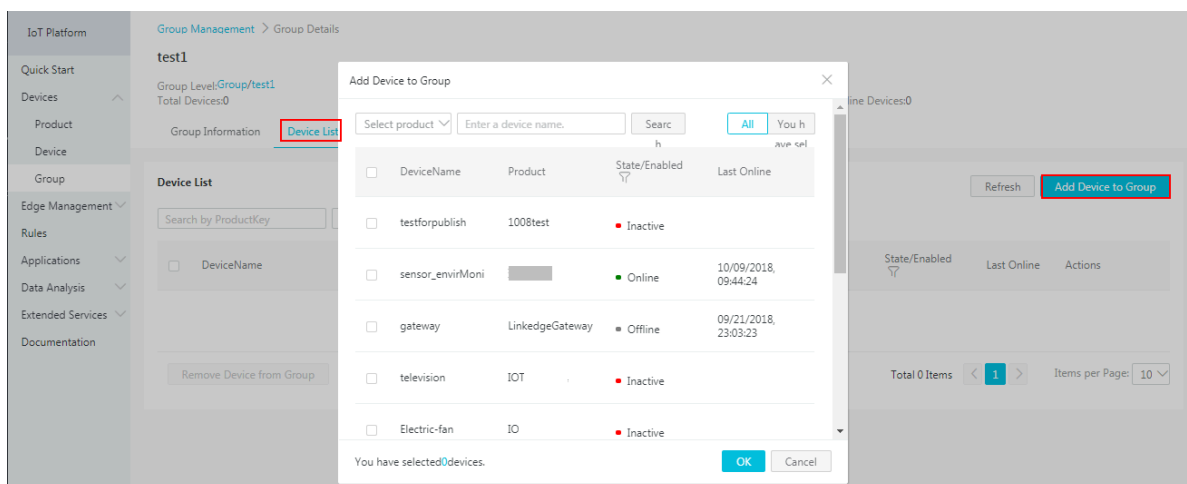 IoT Platform
Quick Start
Devices
Product
Device
Group
Edge Management
Rules
Applications
Data Analysis
Extended Services
Documentation
Group Management > Group Details
test1
Group Level:Group/test1
Total Devices:0
ine Devices:0
Group Information Device List
Device List
Refresh Add Device to Group
Search by ProductKey
DeviceName State/Enabled Last Online Actions
Remove Device from Group
Total 0 Items < 1 > Items per Page: 10
Add Device to Group
Select product Enter a device name. Searc
h
All You h
ave sel
DeviceName Product State/Enabled Last Online
testforpublish 1008test Inactive
sensor_envirMoni Online 10/09/2018,
09:44:24
gateway LinkedgeGateway Offline 09/21/2018,
23:03:23
television IOT Inactive
Electric-fan IO Inactive
You have selected0devices.
OK Cancel